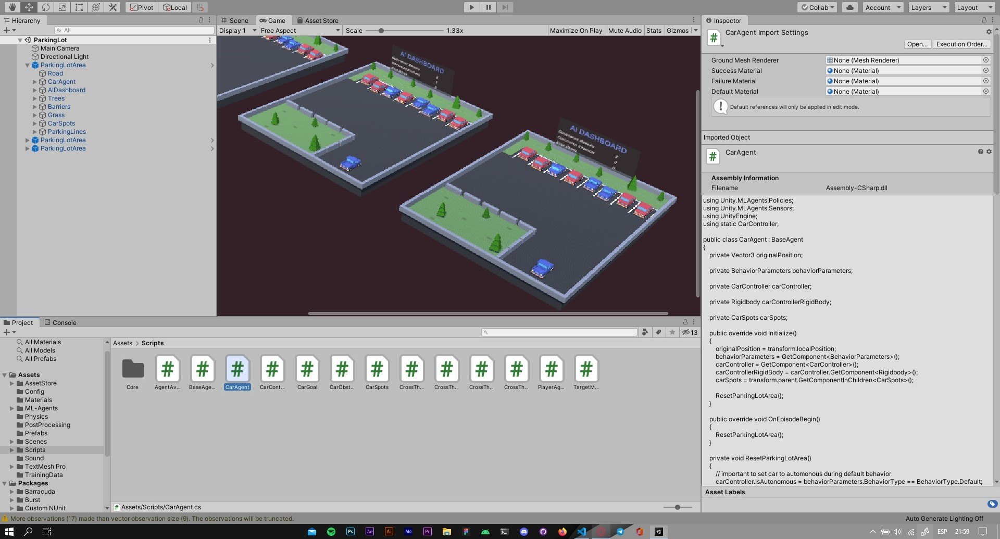 Pivot
Local
Collab
Account
Layers
Layout
Hierarchy
Scene
Game
Asset Store
Inspector
All
Display 1
Free Aspect
Scale
1.33x
Maximize On Play
Mute Audio
Stats
Gizmos
ParkingLot
Main Camera
Directional Light
ParkingLotArea
Road
CarAgent
AIDashboard
Trees
Barriers
Grass
CarSpots
ParkingLines
ParkingLotArea
ParkingLotArea
AI DASHBOARD
AI DASHBOARD
CarAgent Import Settings
Open...
Execution Order...
Ground Mesh Renderer
None (Mesh Renderer)
Success Material
None (Material)
Failure Material
None (Material)
Default Material
None (Material)
Default references will only be applied in edit mode.
Imported Object
CarAgent
Assembly Information
Filename
Assembly-CSharp.dll
using Unity.MLAgents.Policies;
using Unity.MLAgents.Sensors;
using UnityEngine;
using static CarController;
public class CarAgent : BaseAgent
{
private Vector3 originalPosition;
private BehaviorParameters behaviorParameters;
private CarController carController;
private Rigidbody carControllerRigidBody;
private CarSpots carSpots;
public override void Initialize()
{
originalPosition = transform.localPosition;
behaviorParameters = GetComponent<BehaviorParameters>();
carController = GetComponent<CarController>();
carControllerRigidBody = carController.GetComponent<Rigidbody>();
carSpots = transform.parent.GetComponentInChildren<CarSpots>();
ResetParkingLotArea();
}
public override void OnEpisodeBegin()
{
ResetParkingLotArea();
}
private void ResetParkingLotArea()
{
// important to set car to automonous during default behavior
carController.IsAutonomous = behaviorParameters.BehaviorType == BehaviorType.Default;
Asset Labels
Project
Console
13
All Materials
All Models
All Prefabs
Assets
AssetStore
Config
Materials
ML-Agents
Physics
PostProcessing
Prefabs
Scenes
Scripts
Sound
TextMesh Pro
TrainingData
Packages
Barracuda
Burst
Custom NUnit
Assets > Scripts
Core
AgentAv...
BaseAge...
CarAgent
CarCont...
CarGoal
CarObst...
CarSpots
CrossTh...
CrossTh...
CrossTh...
CrossTh...
PlayerAg...
TargetM...
Assets/Scripts/CarAgent.cs
More observations (17) made than vector observation size (9). The observations will be truncated.
Auto Generate Lighting Off
Ps
Ae
Ai
Me
Pr
ESP
21:59